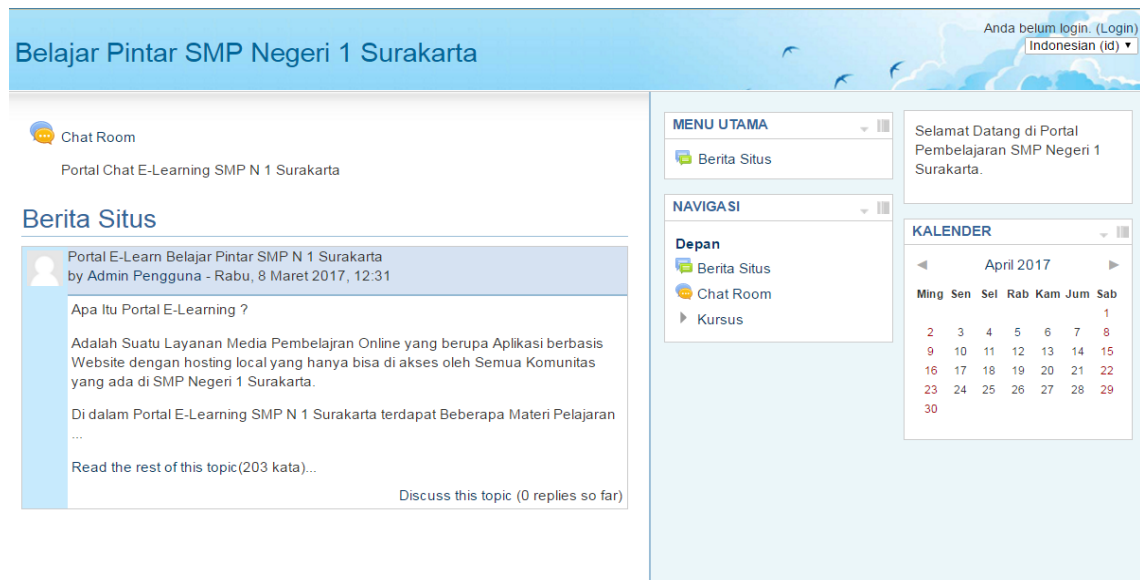 Belajar Pintar SMP Negeri 1 Surakarta
Anda belum login. (Login)
Indonesian (id)
Chat Room
Portal Chat E-Learning SMP N 1 Surakarta
Berita Situs
Portal E-Learn Belajar Pintar SMP N 1 Surakarta
by Admin Pengguna - Rabu, 8 Maret 2017, 12:31
Apa Itu Portal E-Learning ?
Adalah Suatu Layanan Media Pembelajran Online yang berupa Aplikasi berbasis
Website dengan hosting local yang hanya bisa di akses oleh Semua Komunitas
yang ada di SMP Negeri 1 Surakarta.
Di dalam Portal E-Learning SMP N 1 Surakarta terdapat Beberapa Materi Pelajaran
...
Read the rest of this topic(203 kata)...
Discuss this topic (0 replies so far)
MENU UTAMA
Berita Situs
NAVIGASI
Depan
Berita Situs
Chat Room
Kursus
Selamat Datang di Portal
Pembelajaran SMP Negeri 1
Surakarta.
KALENDER
April 2017
Ming Sen Sel Rab Kam Jum Sab
1
2 3 4 5 6 7 8
9 10 11 12 13 14 15
16 17 18 19 20 21 22
23 24 25 26 27 28 29
30